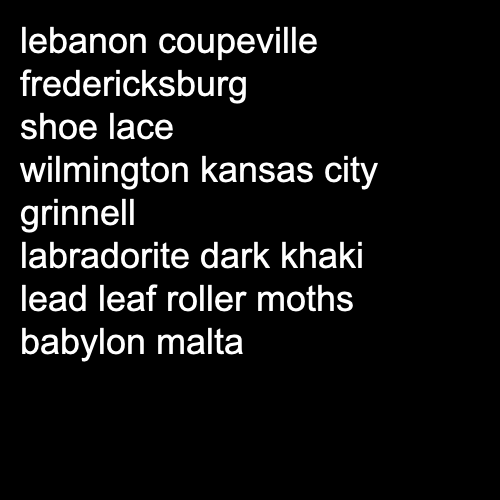 lebanon coupeville
fredericksburg
shoe lace
wilmington kansas city
grinnell
labradorite dark khaki
lead leaf roller moths
babylon malta